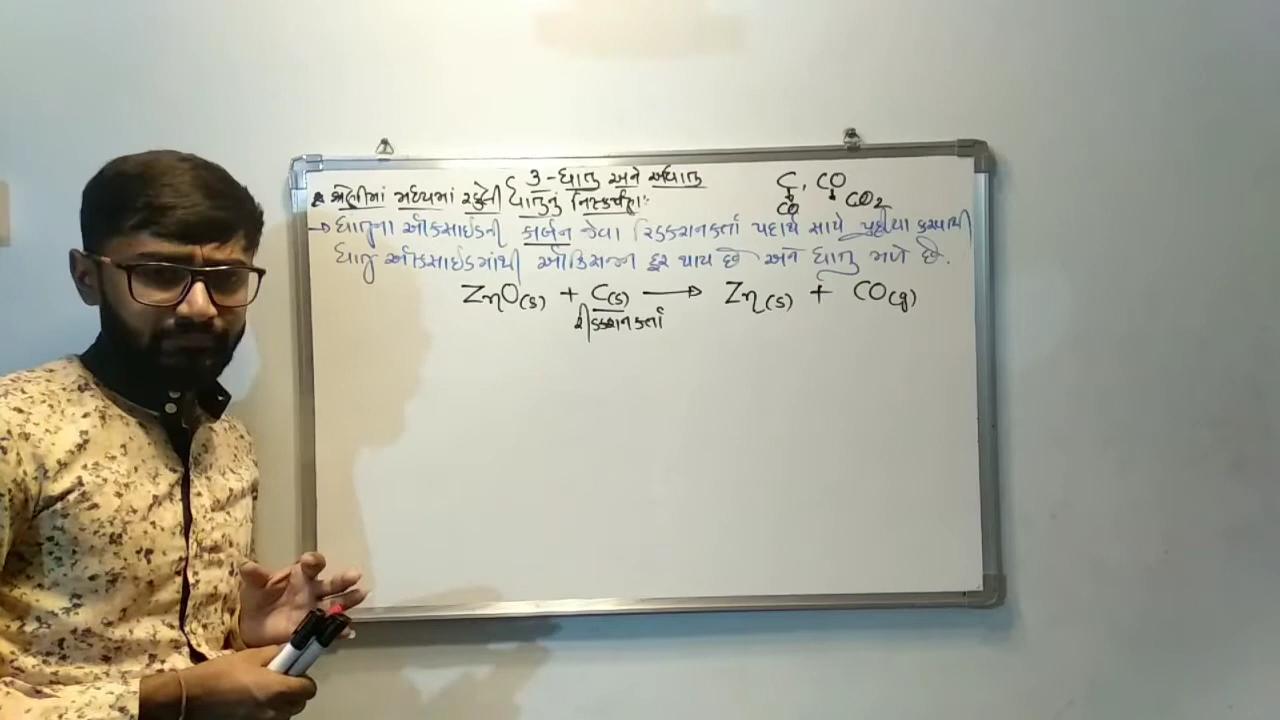 3 - ધાતુ અને અધાતુ
શ્રેણીમાં મધ્યમાં રહેલી ધાતુનું નિષ્કર્ષણ:
→ ધાતુના ઑક્સાઇડની કાર્બન જેવા રિડક્શનકર્તા પદાર્થ સાથે પ્રક્રીયા કરવાથી
ધાતુ ઑક્સાઇડમાંથી ઑક્સિજન દૂર થાય છે અને ધાતુ મળે છે.
ZnO(s) + C(s) → Zn(s) + CO(g)
રીડક્શનકર્તા
C, CO
↓ ↓
CO CO2